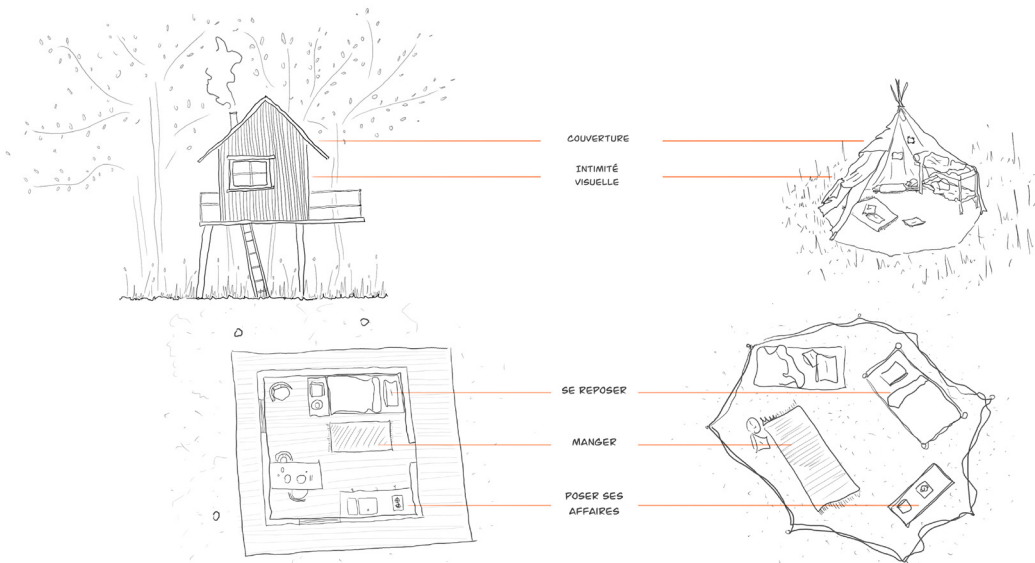 COUVERTURE
INTIMITÉ
VISUELLE
SE REPOSER
MANGER
POSER SES
AFFAIRES